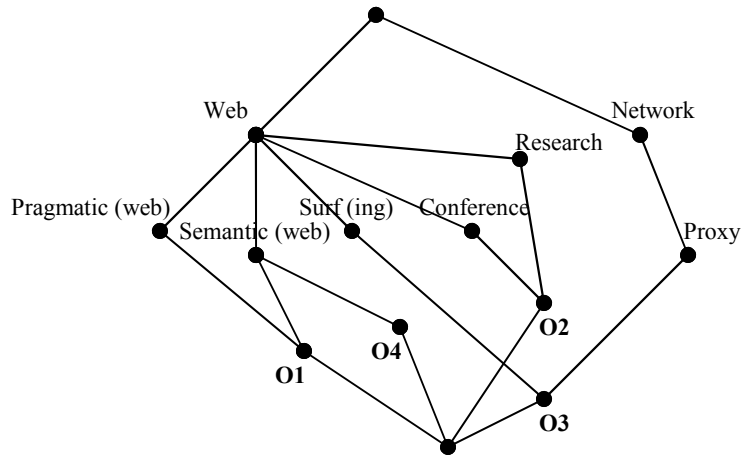 Web
Network
Research
Pragmatic (web)
Surf (ing)
Conference
Semantic (web)
Proxy
O2
O4
O1
O3